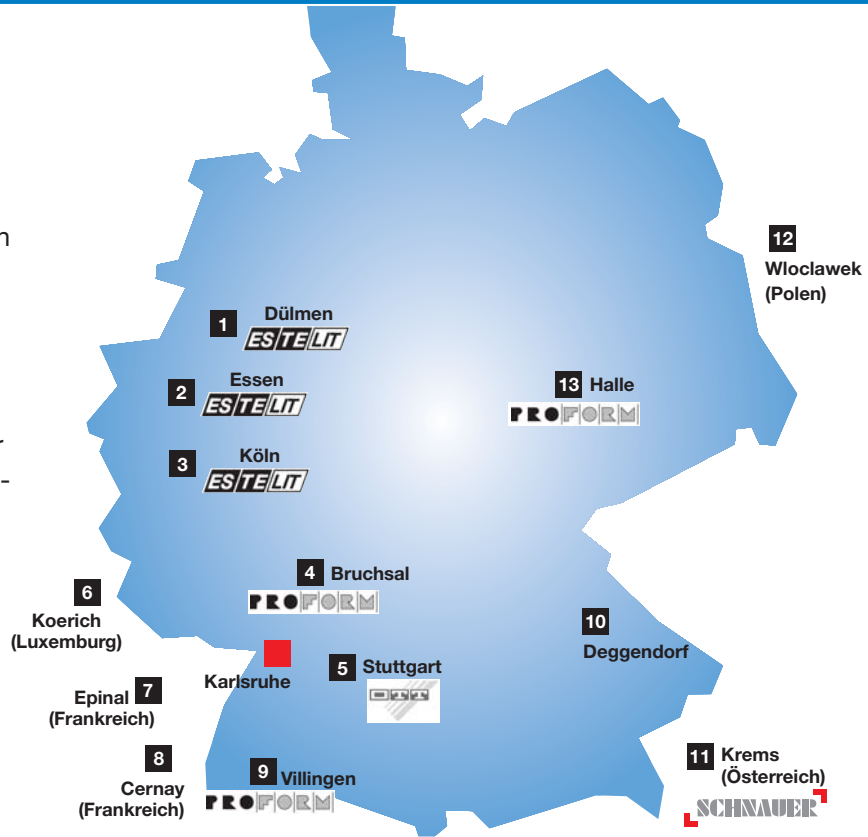 n
12
Wloclawek
(Polen)
1
Dülmen
ESTELIT
2
Essen
ESTELIT
13 Halle
PROFORM
r
-
3
Köln
ESTELIT
4 Bruchsal
PROFORM
6
Koerich
(Luxemburg)
10
Deggendorf
Karlsruhe
5 Stuttgart
Epinal 7
(Frankreich)
8
Cernay
(Frankreich)
9 Villingen
PROFORM
11 Krems
(Österreich)
SCHNAUER